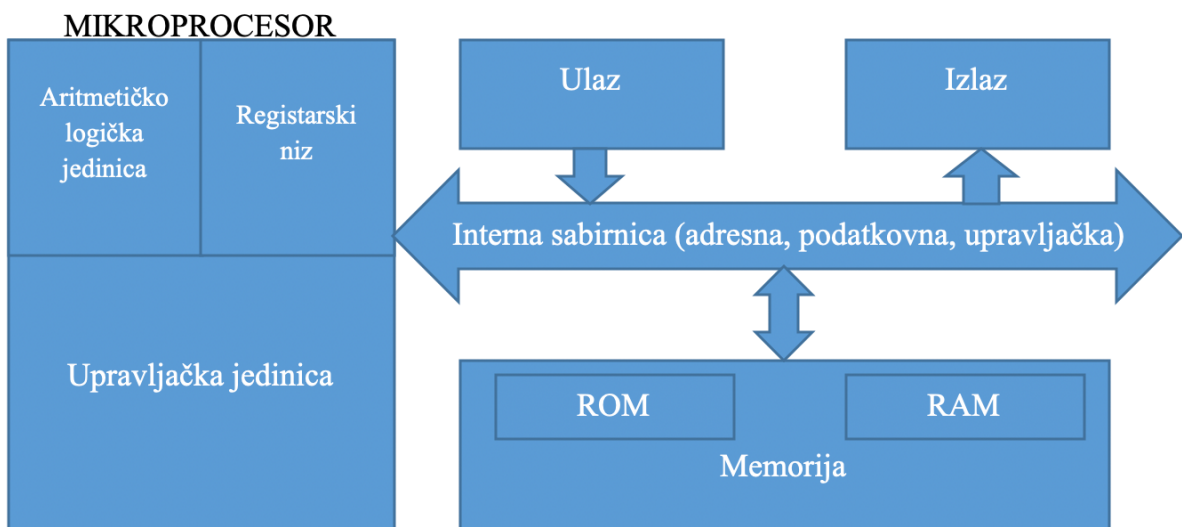 MIKROPROCESOR
Aritmetičko
logička
jedinica
Registarski
niz
Upravljačka jedinica
Ulaz
Izlaz
Interna sabirnica (adresna, podatkovna, upravljačka)
ROM
RAM
Memorija